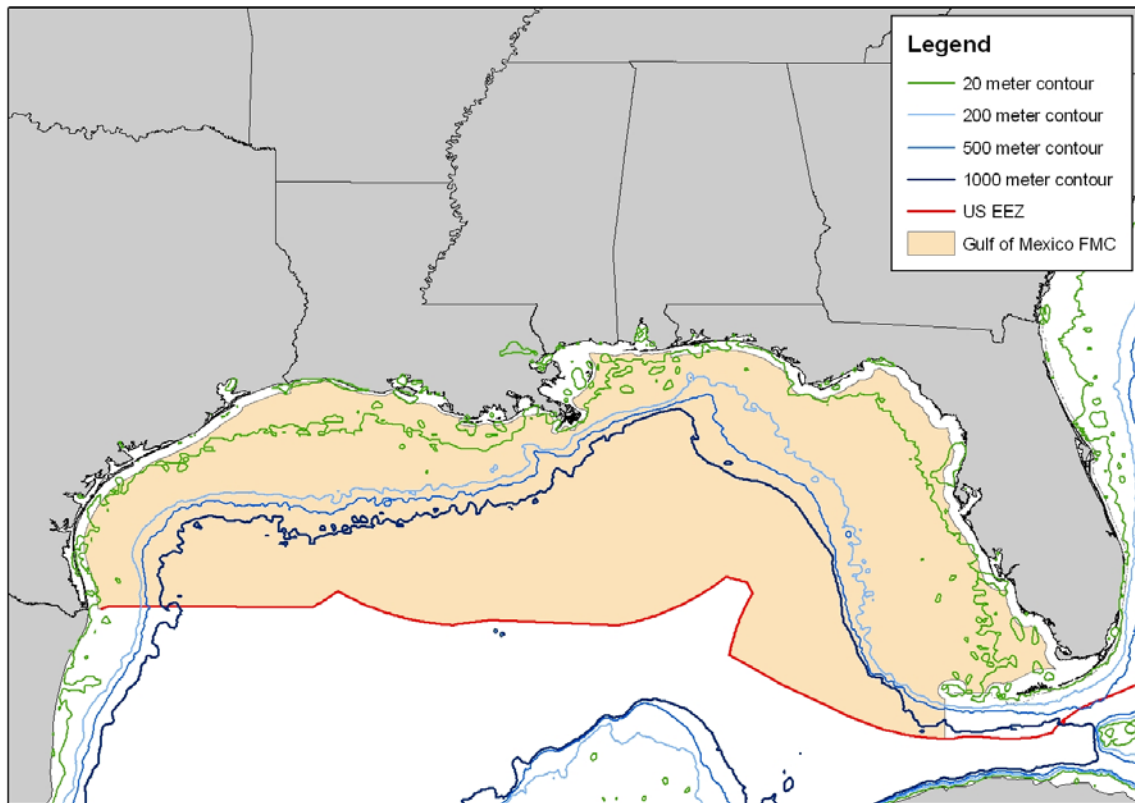 Legend
20 meter contour
200 meter contour
500 meter contour
1000 meter contour
US EEZ
Gulf of Mexico FMC